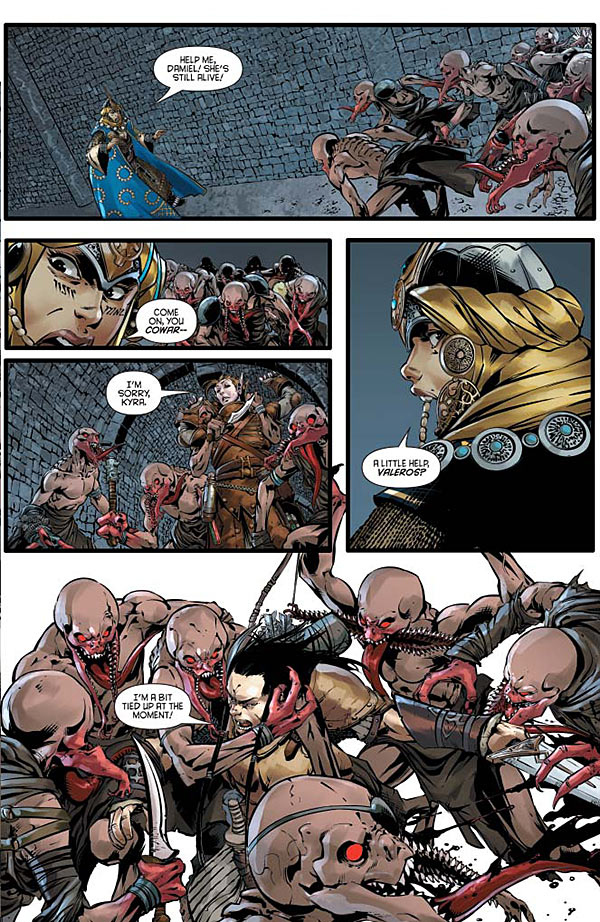 HELP ME,
DAMIEL! SHE'S
STILL ALIVE!
COME
ON, YOU
COWAR--
I'M
SORRY,
KYRA.
A LITTLE HELP,
VALEROS?
I'M A BIT
TIED UP AT
THE MOMENT!